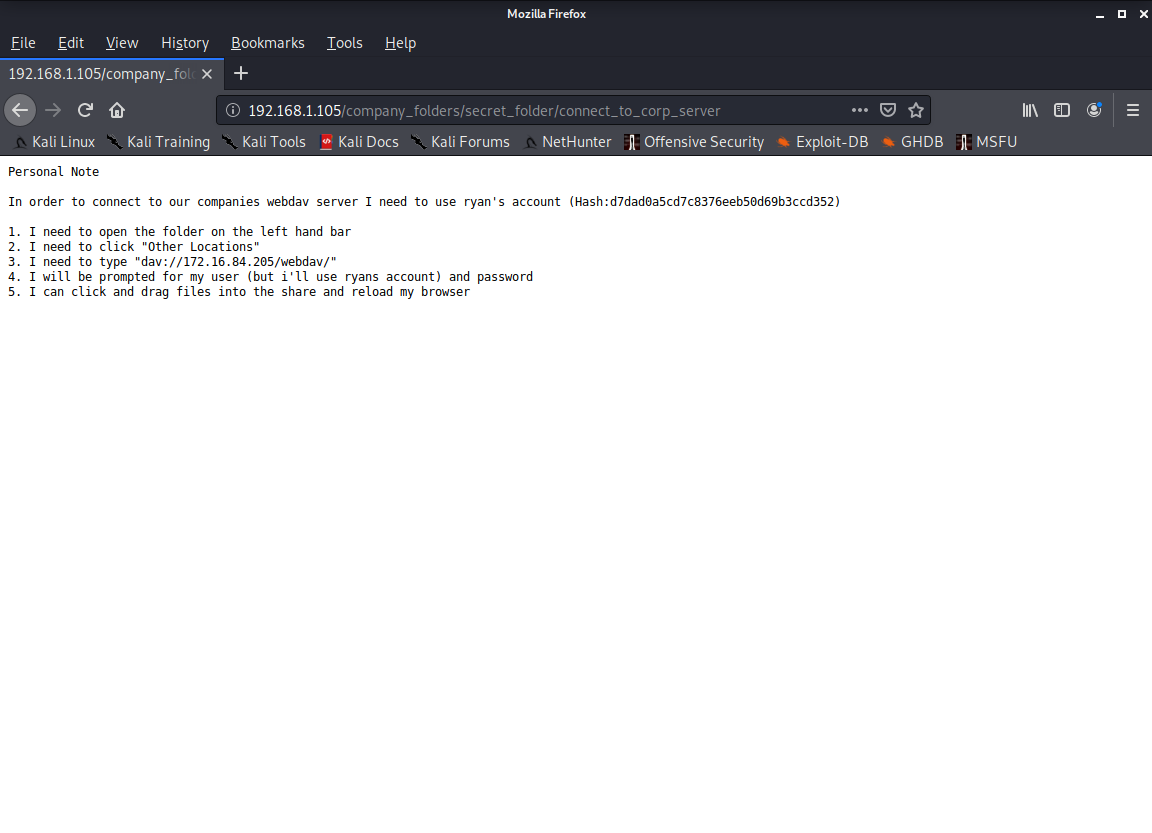 Mozilla Firefox
File Edit View History Bookmarks Tools Help
192.168.1.105/company_fol
192.168.1.105/company_folders/secret_folder/connect_to_corp_server
Kali Linux Kali Training Kali Tools Kali Docs Kali Forums NetHunter Offensive Security Exploit-DB GHDB MSFU
Personal Note
In order to connect to our companies webdav server I need to use ryan's account (Hash:d7dad0a5cd7c8376eeb50d69b3ccd352)
1. I need to open the folder on the left hand bar
2. I need to click "Other Locations"
3. I need to type "dav://172.16.84.205/webdav/"
4. I will be prompted for my user (but i'll use ryans account) and password
5. I can click and drag files into the share and reload my browser